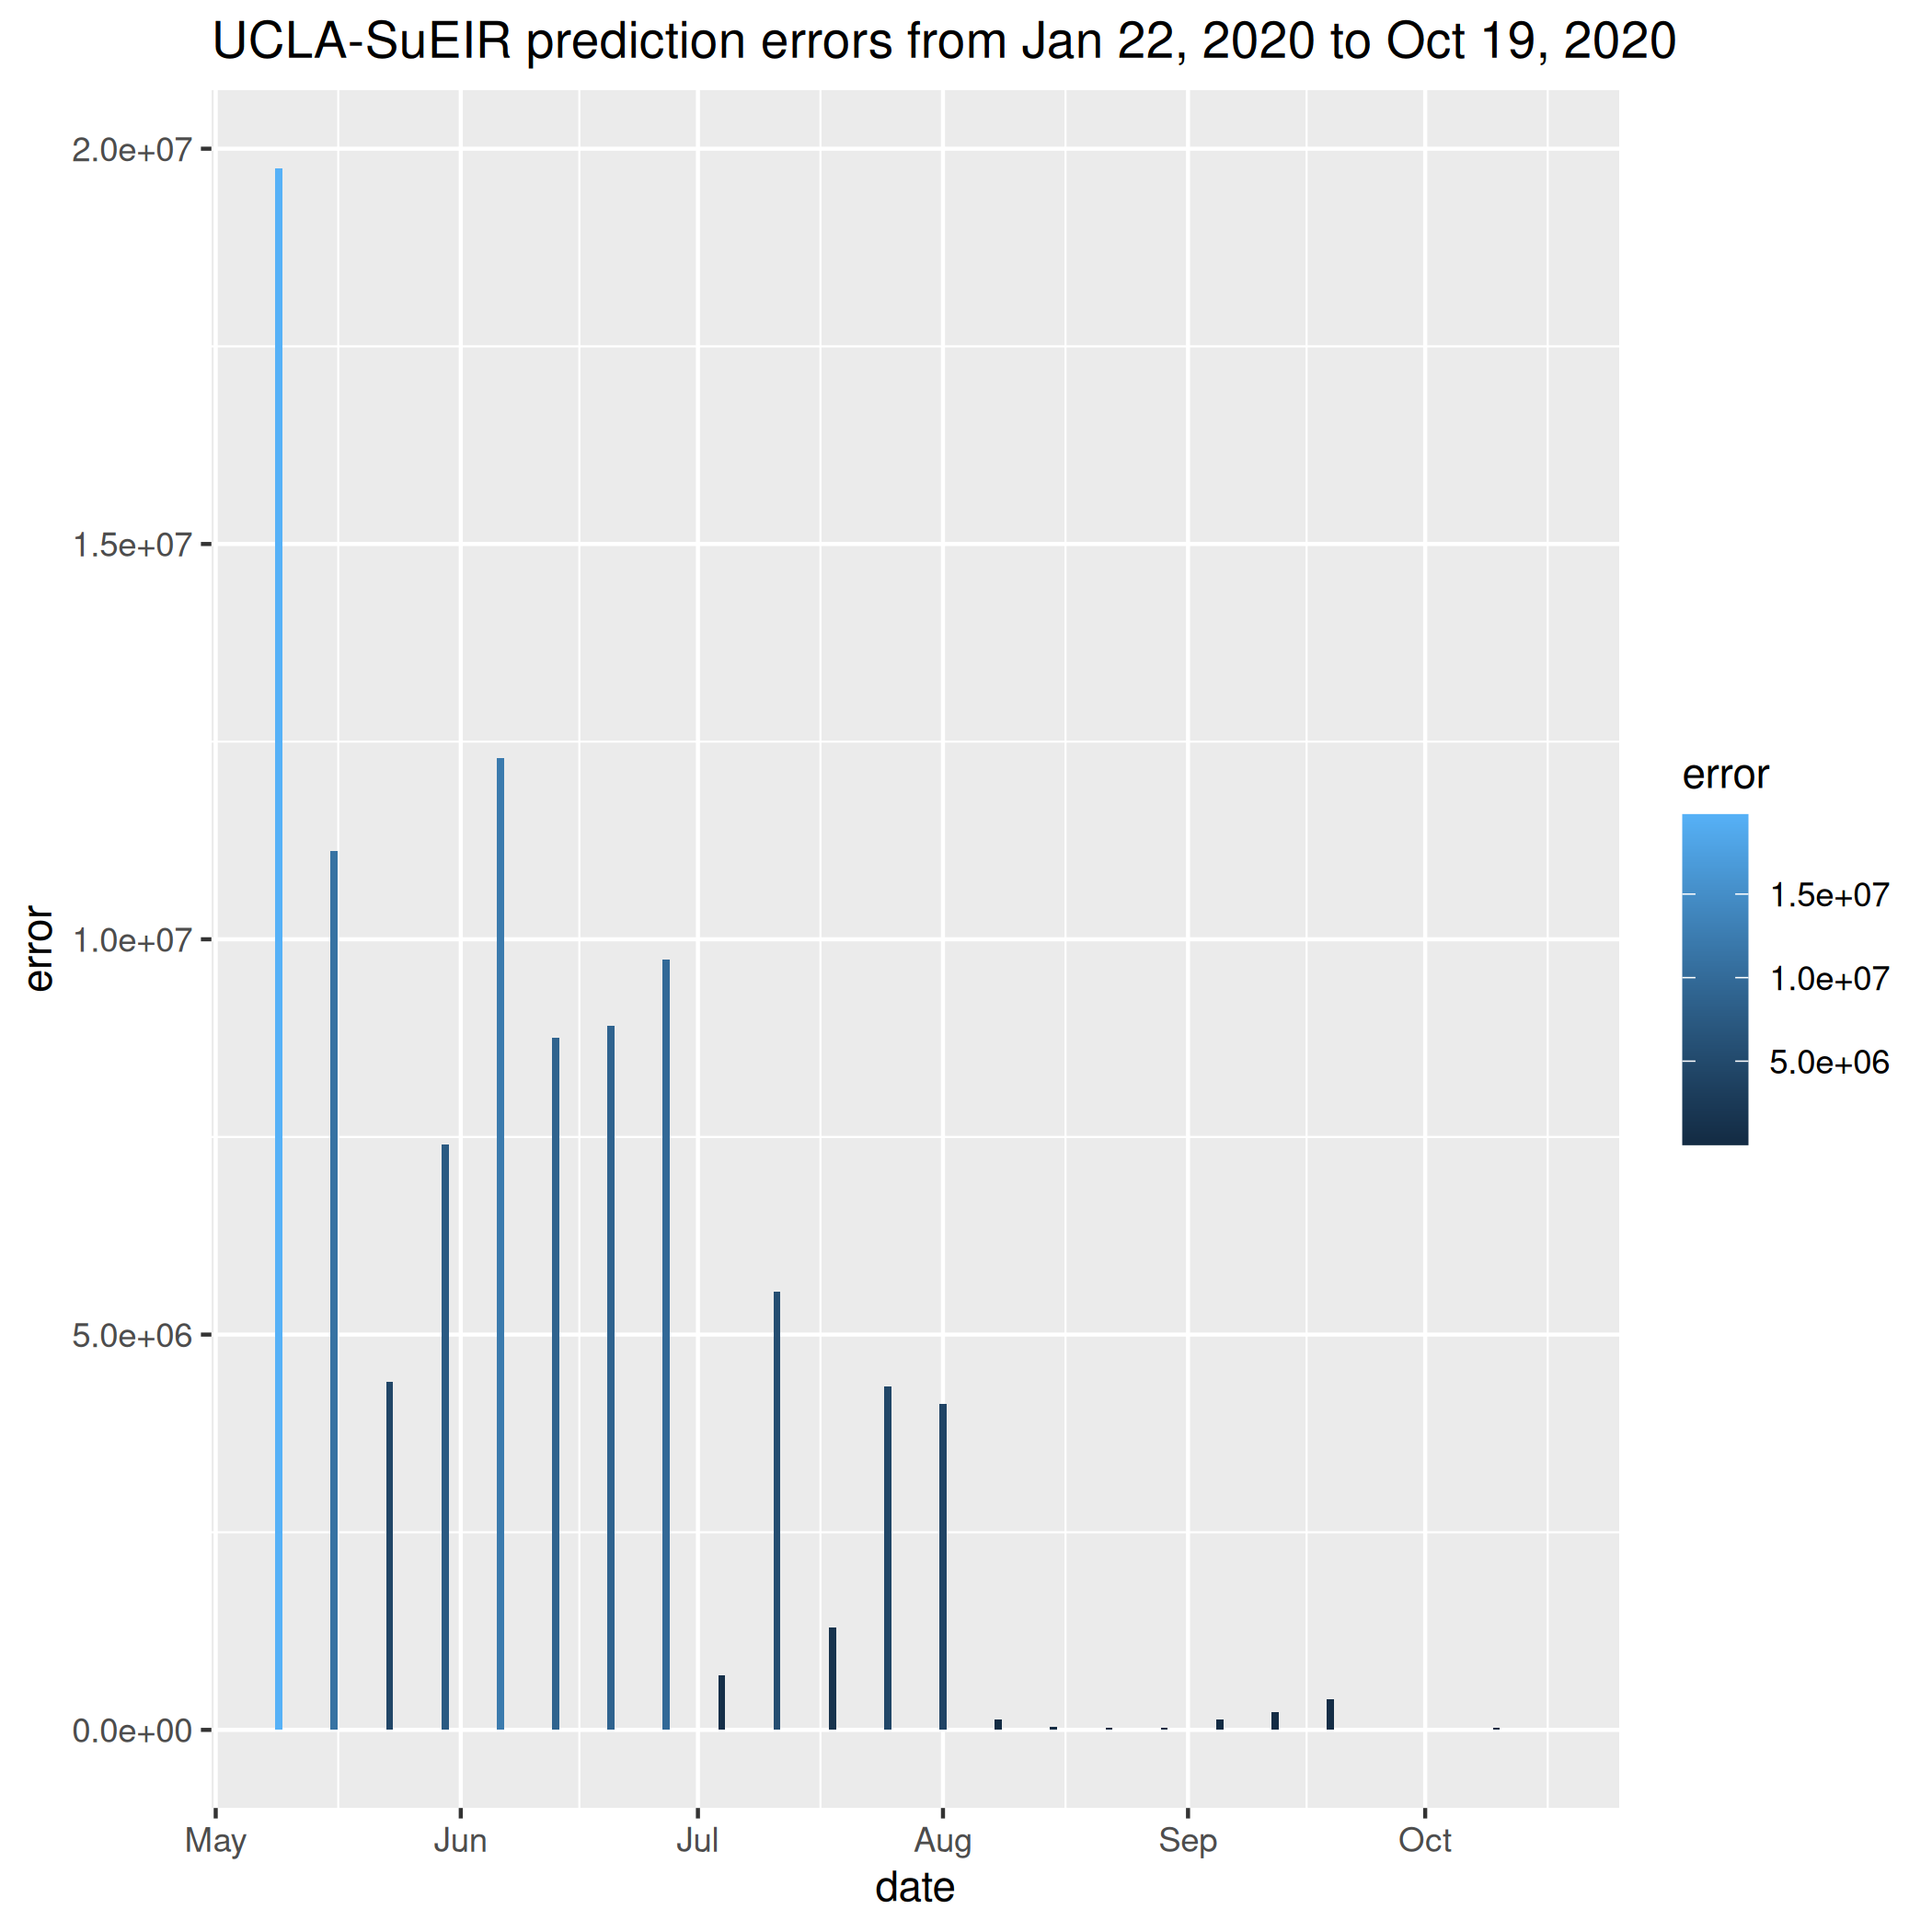 UCLA-SuEIR prediction errors from Jan 22, 2020 to Oct 19, 2020
2.0e+07
1.5e+07
1.0e+07
5.0e+06
0.0e+00
error
May Jun Jul Aug Sep Oct
date
error
1.5e+07
1.0e+07
5.0e+06